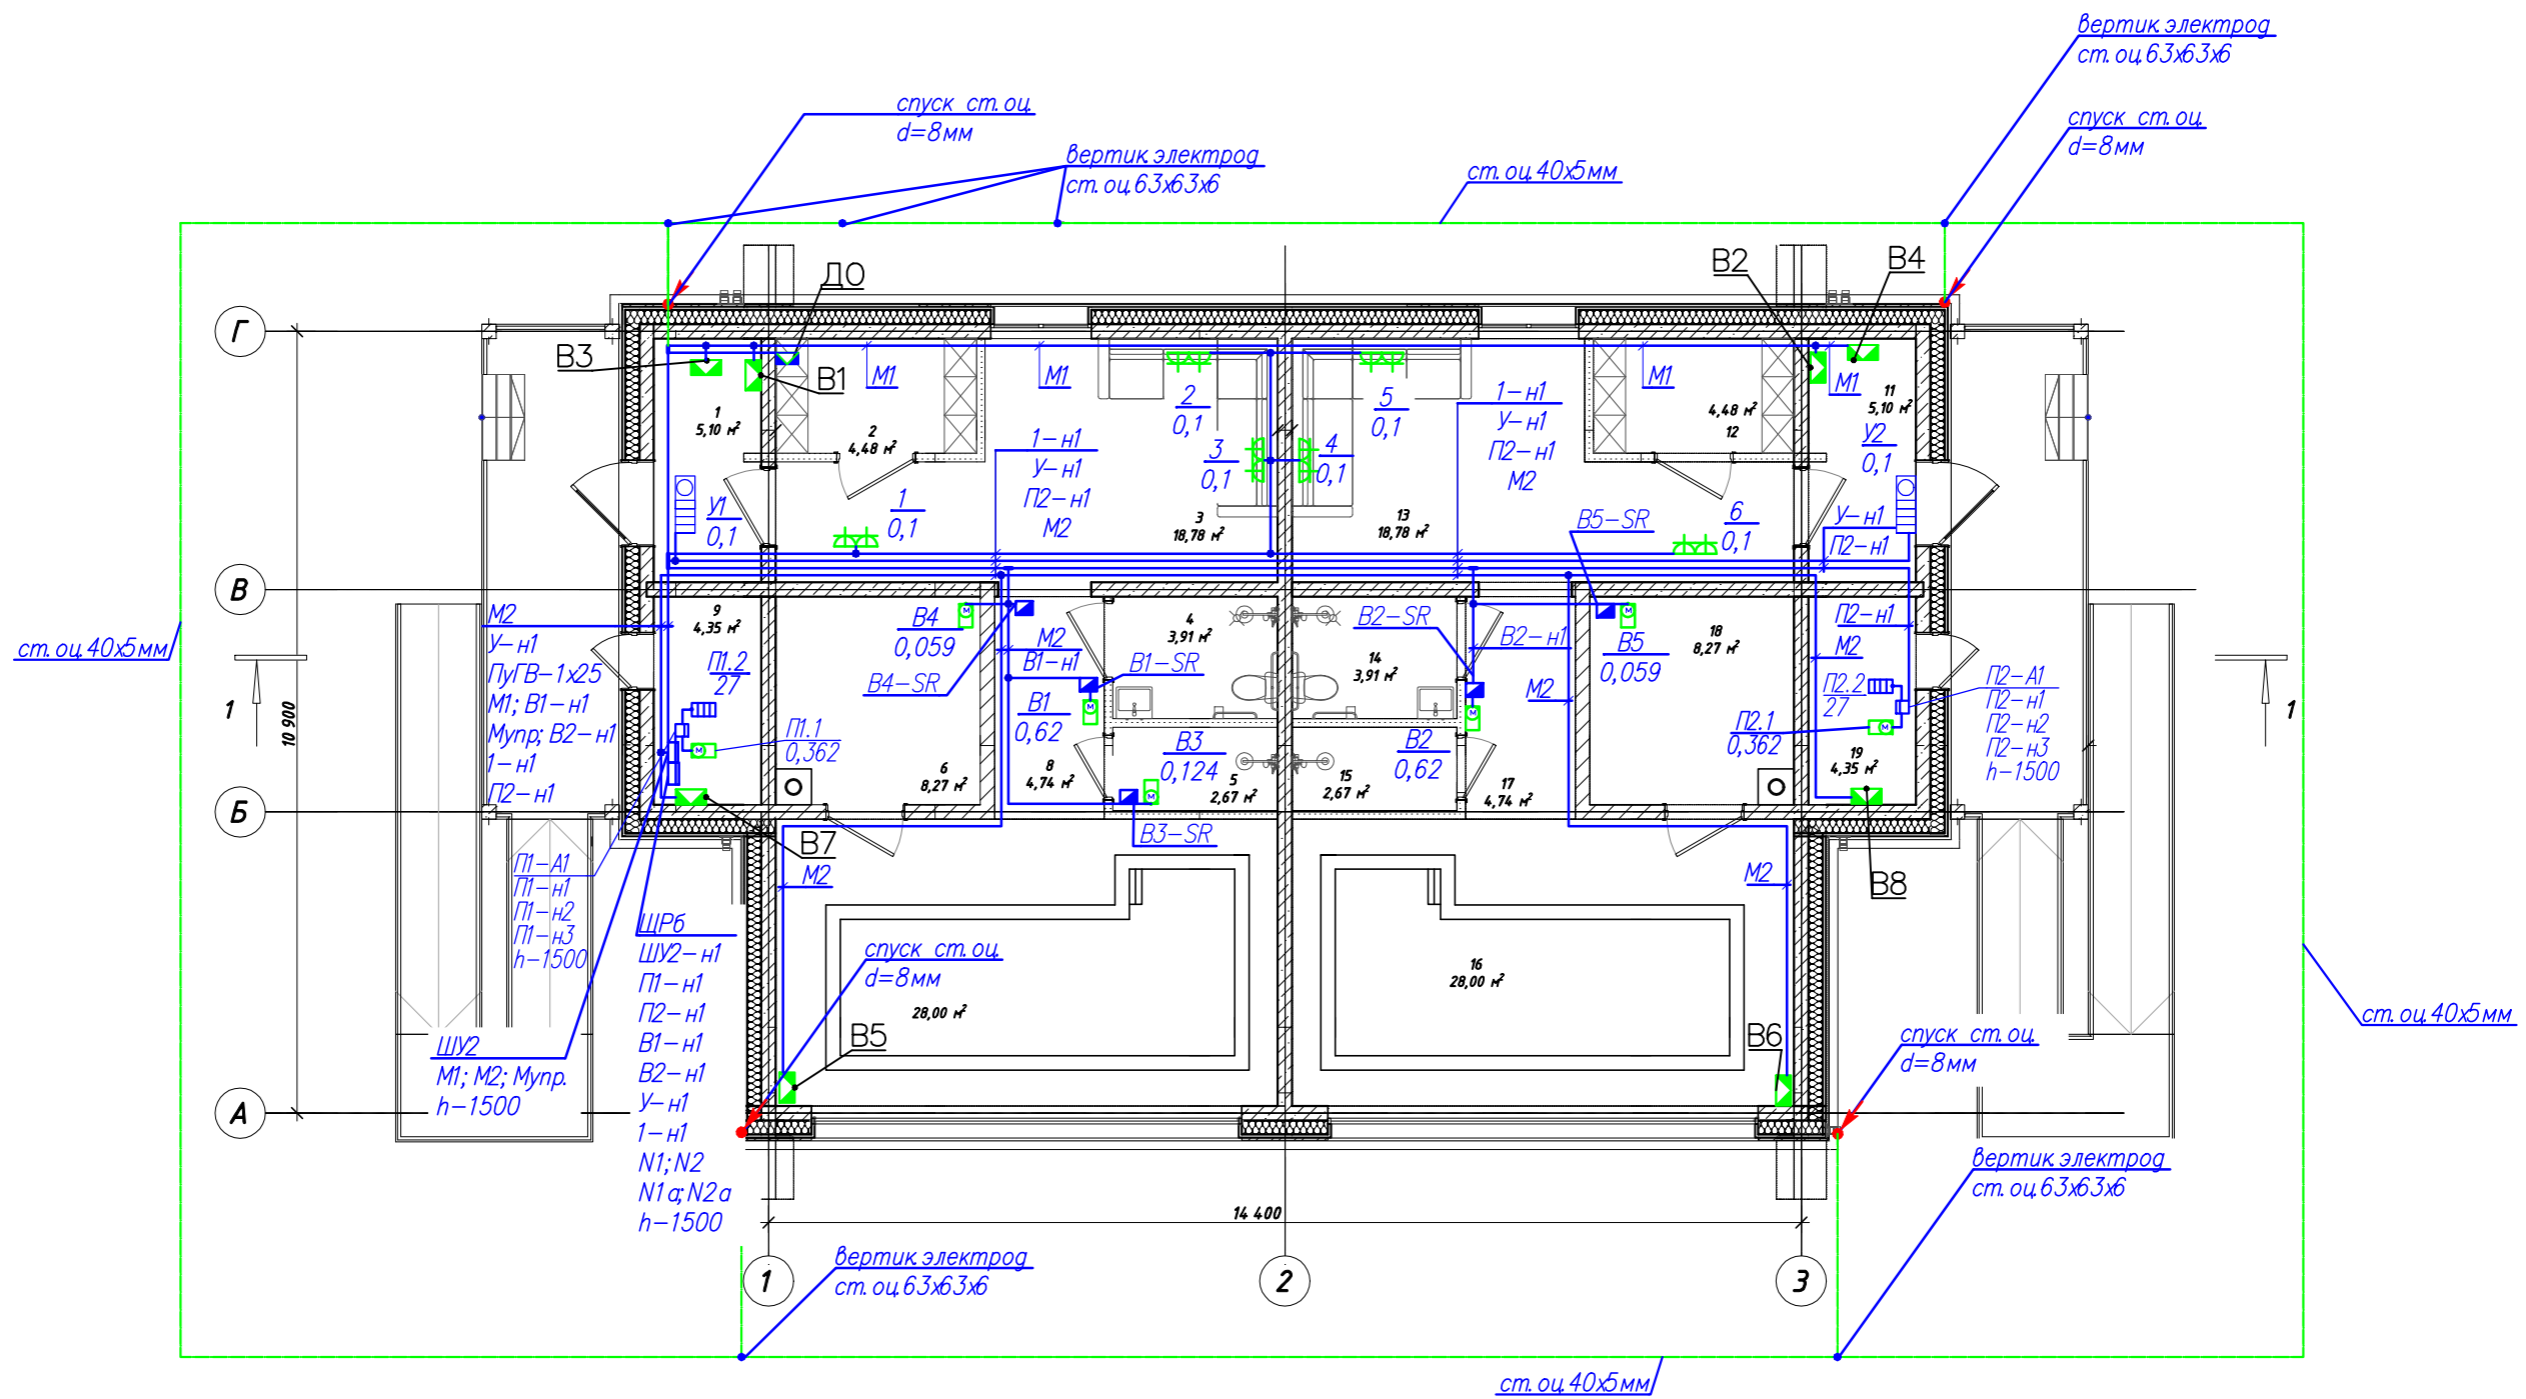 вертик.электрод
ст.оц.63х63х6
спуск ст.оц.
d=8мм
спуск ст.оц.
d=8мм
вертик.электрод
ст.оц.63х63х6
ст.оц.40х5мм
Д0
В2
В4
Г
В3
В1
М1
М1
М1
М1
2
0,1
5
0,1
1-н1
У-н1
П2-н1
М2
1
5,10 м²
2
4,48 м²
4,48 м²
12
11
5,10 м²
У2
0,1
1-н1
У-н1
П2-н1
М2
3
0,1
4
0,1
У1
0,1
1
0,1
3
18,78 м²
13
18,78 м²
В5-SR
6
0,1
У-н1
П2-н1
В
М2
У-н1
ПуГВ-1х25
М1; В1-н1
Мупр; В2-н1
1-н1
П2-н1
9
4,35 м²
В4
0,059
М2
В1-н1
В4-SR
В1-SR
4
3,91 м²
14
3,91 м²
В2-SR
В2-н1
М2
В5
0,059
18
8,27 м²
П2-н1
М2
ст.оц.40х5мм
1
10 900
П1.2
27
П1.1
0,362
В1
0,62
П2.2
27
П2.1
0,362
П2-А1
П2-н1
П2-н2
П2-н3
h-1500
1
6
8,27 м²
8
4,74 м²
В3
0,124
5
2,67 м²
15
2,67 м²
В2
0,62
17
4,74 м²
19
4,35 м²
Б
В7
В3-SR
М2
М2
В8
П1-А1
П1-н1
П1-н2
П1-н3
h-1500
ЩРб
ШУ2-н1
П1-н1
П2-н1
В1-н1
В2-н1
У-н1
1-н1
N1;N2
N1а;N2а
h-1500
спуск ст.оц.
d=8мм
28,00 м²
16
28,00 м²
ст.оц.40х5мм
ШУ2
М1; М2; Мупр.
h-1500
В5
В6
спуск ст.оц.
d=8мм
А
вертик.электрод
ст.оц.63х63х6
14 400
вертик.электрод
ст.оц.63х63х6
1
2
3
ст.оц.40х5мм